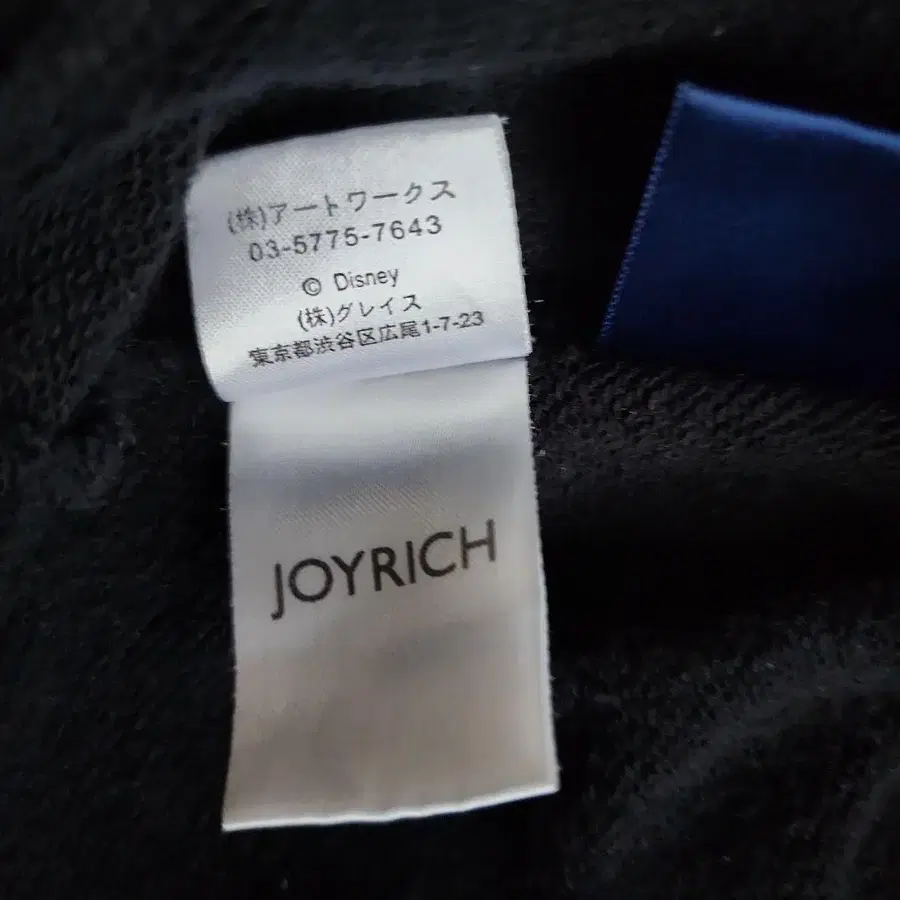 (株)アートワークス
03-5775-7643
© Disney
(株)グレイス
東京都渋谷区広尾1-7-23
JOYRICH